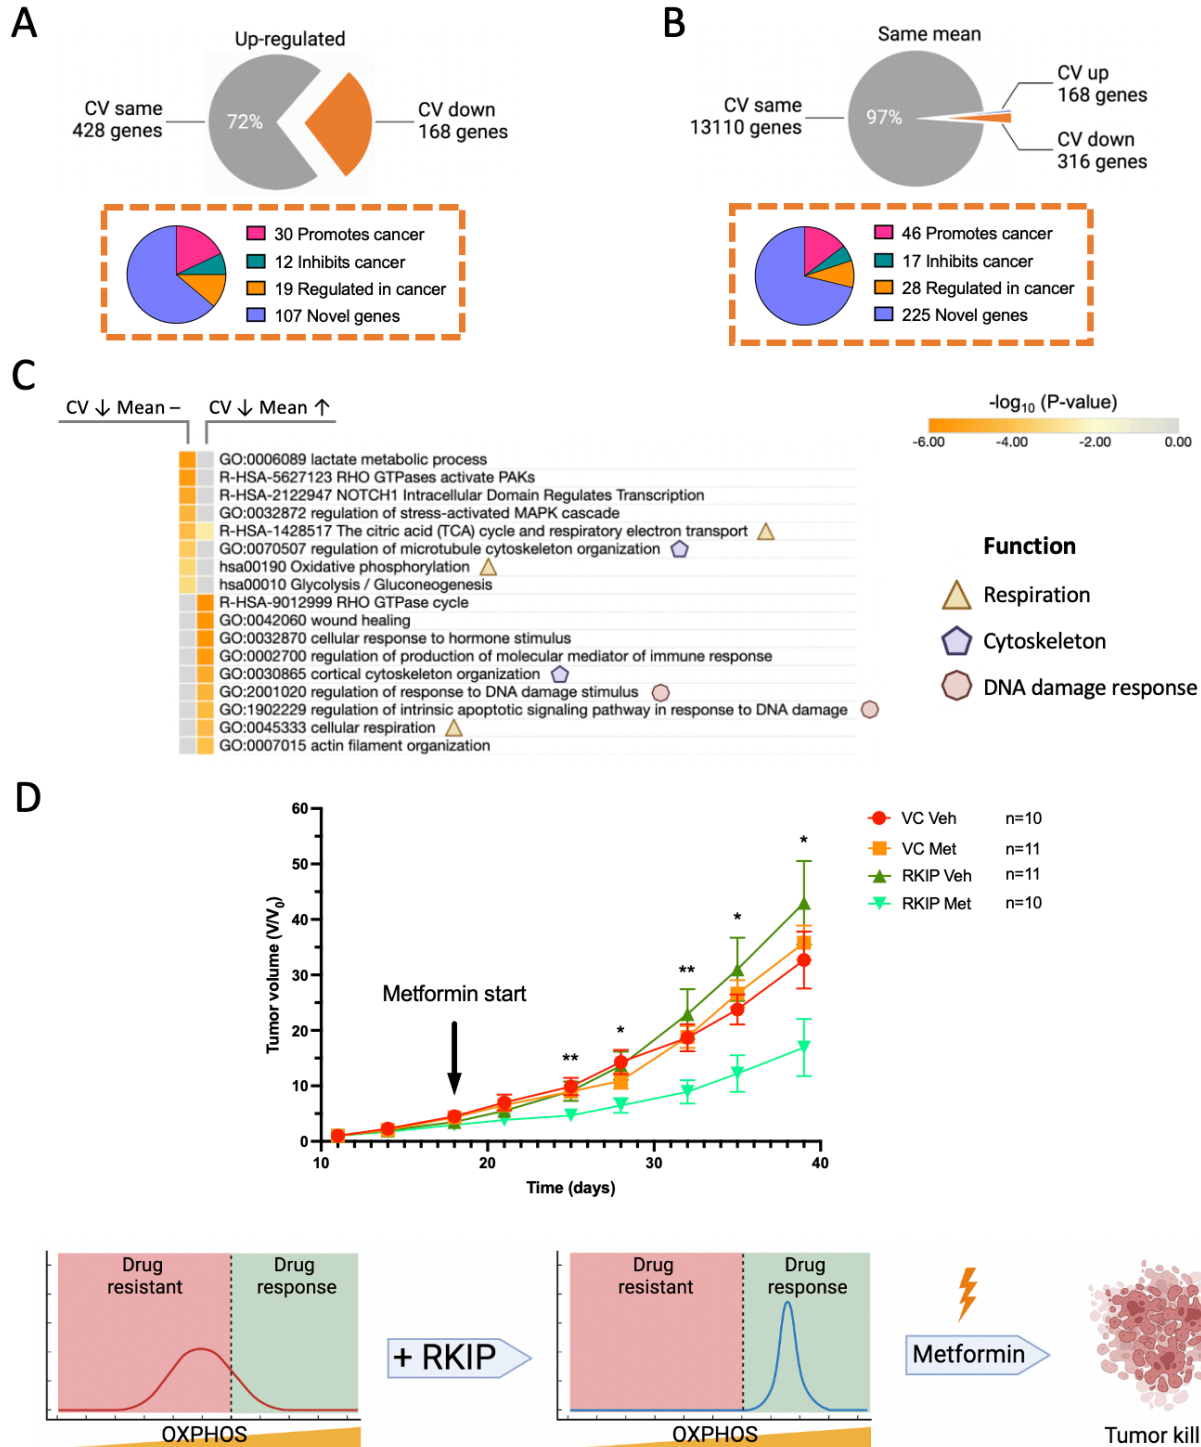 A
Up-regulated
CV same
428 genes
72%
CV down
168 genes
30 Promotes cancer
12 Inhibits cancer
19 Regulated in cancer
107 Novel genes
B
Same mean
CV same
13110 genes
97%
CV up
168 genes
CV down
316 genes
46 Promotes cancer
17 Inhibits cancer
28 Regulated in cancer
225 Novel genes
C
CV ↓ Mean – CV ↓ Mean ↑
-log10 (P-value)
-6.00 -4.00 -2.00 0.00
GO:0006089 lactate metabolic process
R-HSA-5627123 RHO GTPases activate PAKs
R-HSA-2122947 NOTCH1 Intracellular Domain Regulates Transcription
GO:0032872 regulation of stress-activated MAPK cascade
R-HSA-1428517 The citric acid (TCA) cycle and respiratory electron transport
GO:0070507 regulation of microtubule cytoskeleton organization
hsa00190 Oxidative phosphorylation
hsa00010 Glycolysis / Gluconeogenesis
R-HSA-9012999 RHO GTPase cycle
GO:0042060 wound healing
GO:0032870 cellular response to hormone stimulus
GO:0002700 regulation of production of molecular mediator of immune response
GO:0030865 cortical cytoskeleton organization
GO:2001020 regulation of response to DNA damage stimulus
GO:1902229 regulation of intrinsic apoptotic signaling pathway in response to DNA damage
GO:0045333 cellular respiration
GO:0007015 actin filament organization
Function
Respiration
Cytoskeleton
DNA damage response
D
Tumor volume (V/V0)
60
50
40
30
20
10
0
10 20 30 40
Time (days)
Metformin start
**
*
**
*
*
VC Veh n=10
VC Met n=11
RKIP Veh n=11
RKIP Met n=10
Drug
resistant
Drug
response
OXPHOS
+ RKIP
Drug
resistant
Drug
response
OXPHOS
Metformin
Tumor kill